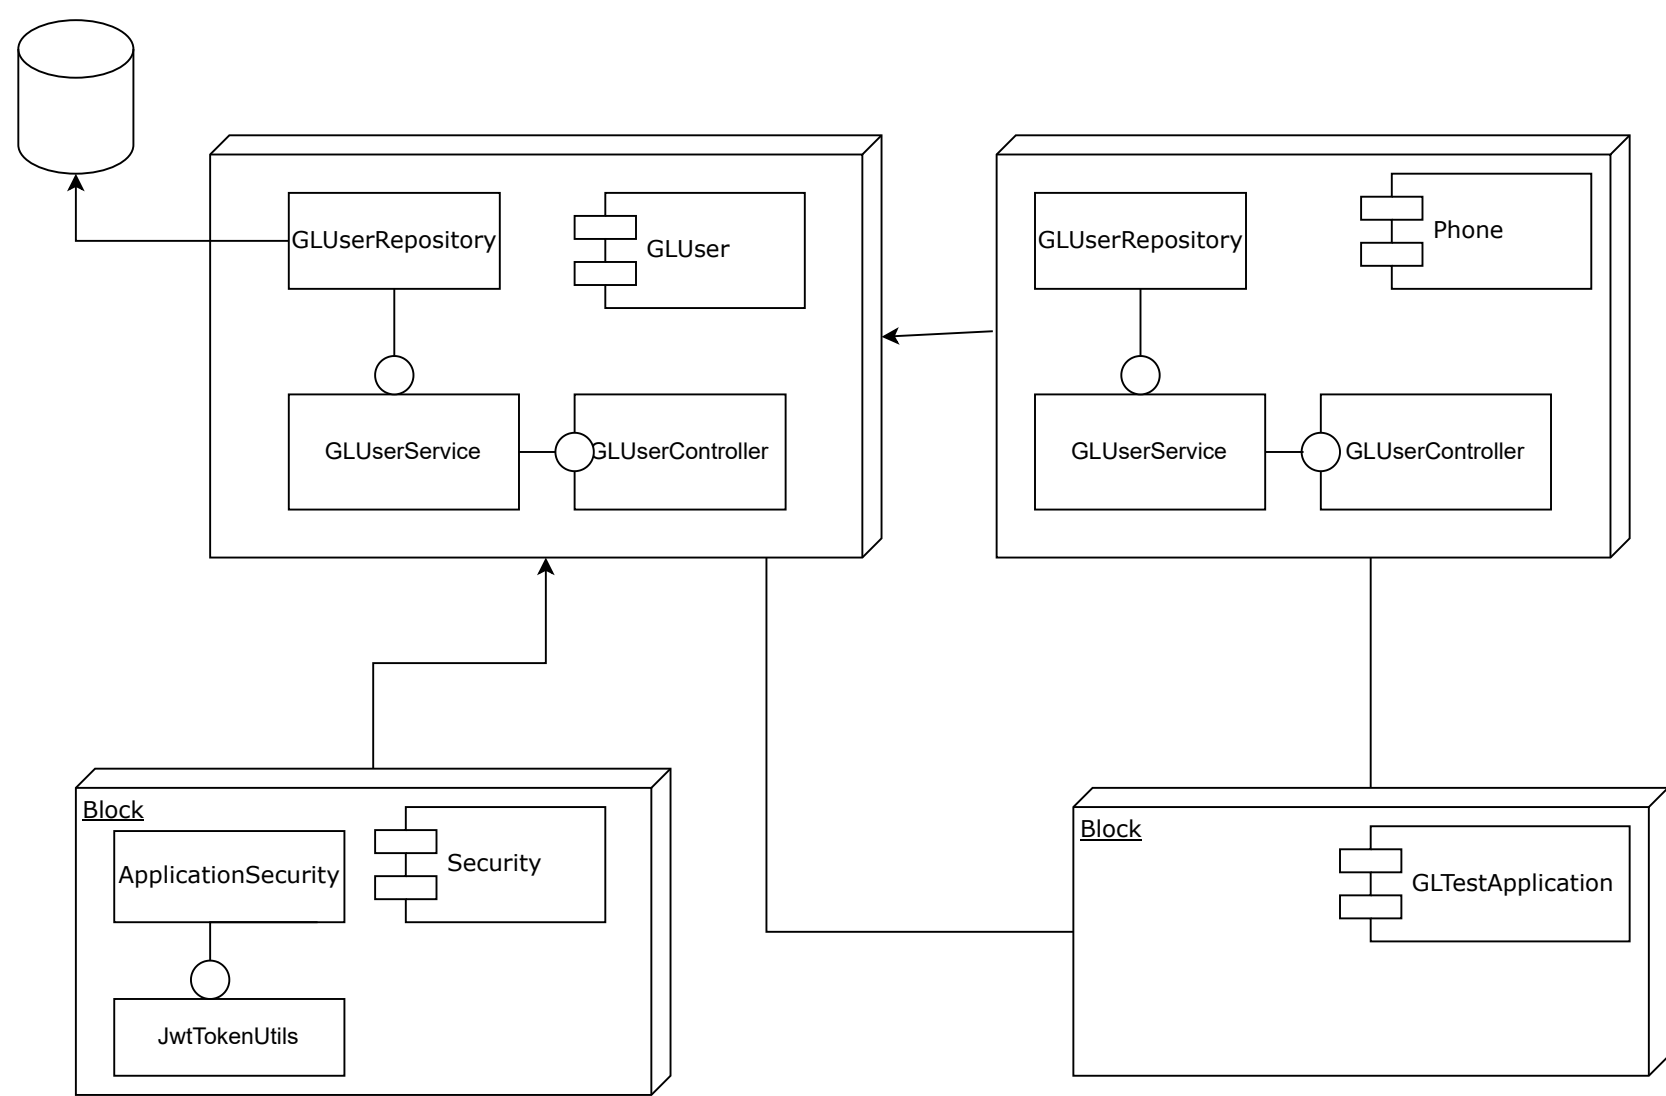 GLUserRepository
GLUser
GLUserService
GLUserController
GLUserRepository
Phone
GLUserService
GLUserController
Block
ApplicationSecurity
Security
JwtTokenUtils
Block
GLTestApplication